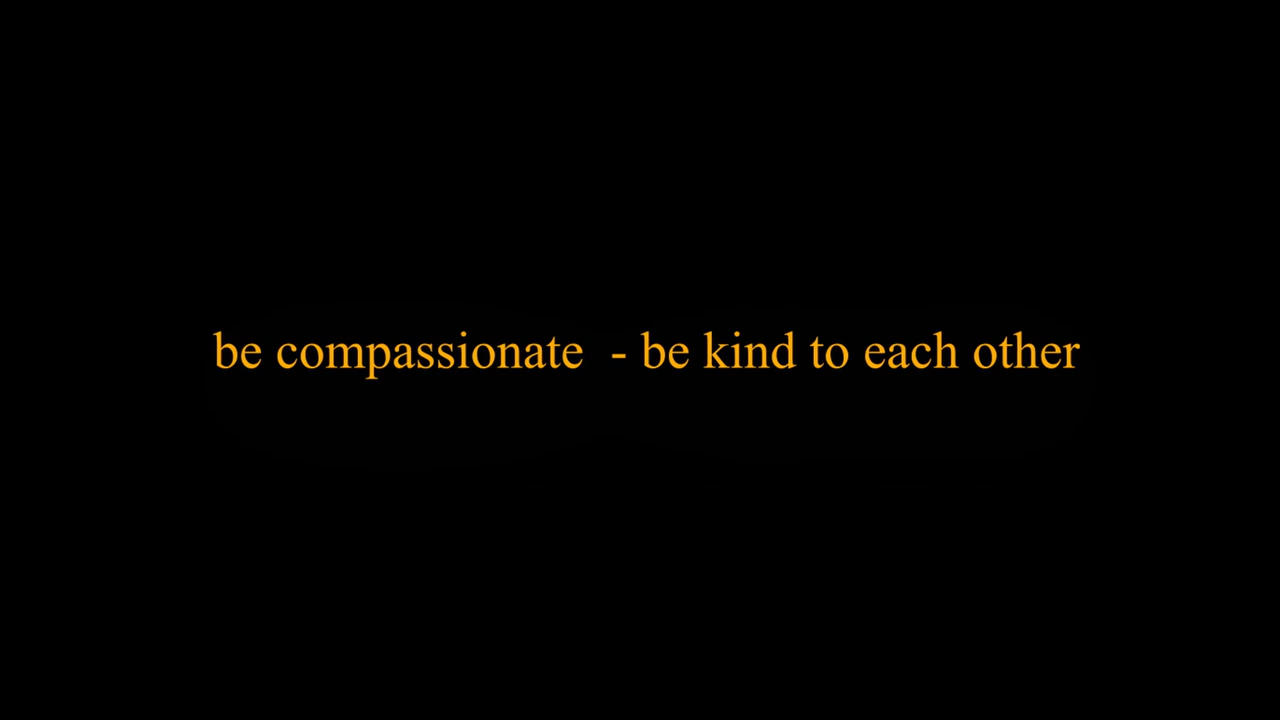 be compassionate  - be kind to each other